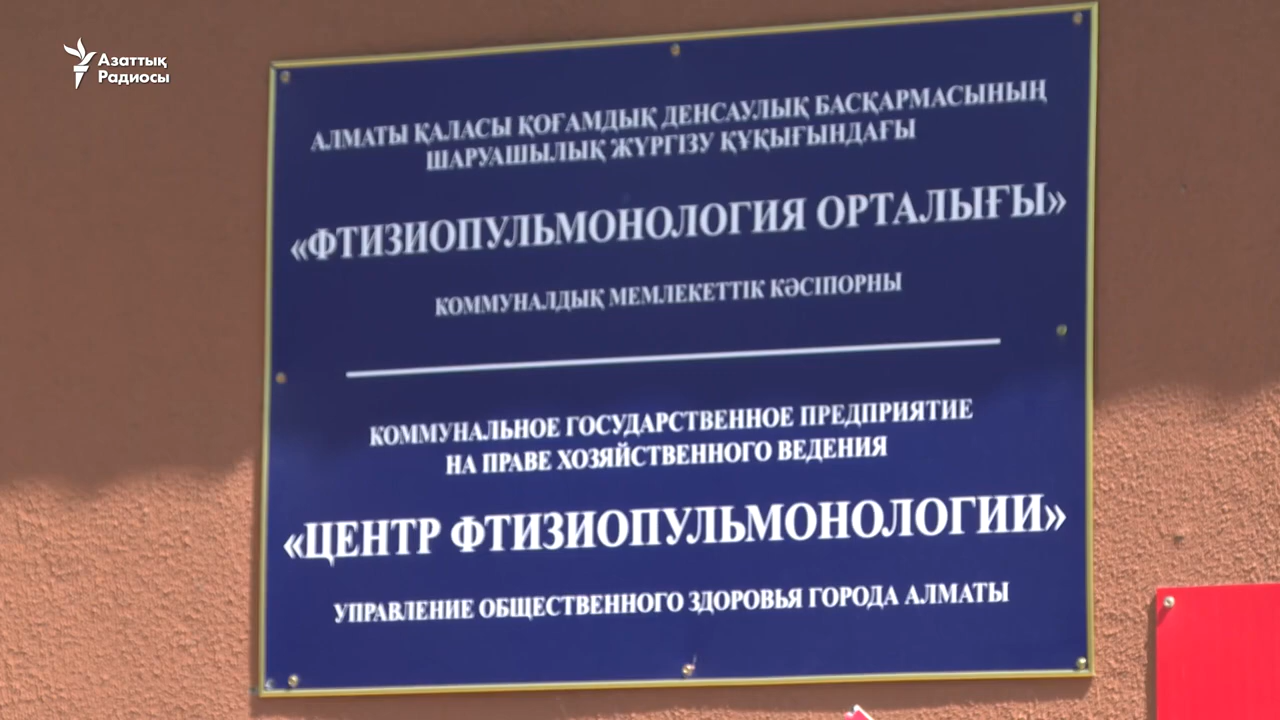 Азаттық
Радиосы
АЛМАТЫ ҚАЛАСЫ ҚОҒАМДЫҚ ДЕНСАУЛЫҚ БАСҚАРМАСЫНЫҢ
ШАРУАШЫЛЫҚ ЖҮРГІЗУ ҚҰҚЫҒЫНДАҒЫ
«ФТИЗИОПУЛЬМОНОЛОГИЯ ОРТАЛЫҒЫ»
КОММУНАЛДЫҚ МЕМЛЕКЕТТІК КӘСІПОРНЫ
КОММУНАЛЬНОЕ ГОСУДАРСТВЕННОЕ ПРЕДПРИЯТИЕ
НА ПРАВЕ ХОЗЯЙСТВЕННОГО ВЕДЕНИЯ
«ЦЕНТР ФТИЗИОПУЛЬМОНОЛОГИИ»
УПРАВЛЕНИЕ ОБЩЕСТВЕННОГО ЗДОРОВЬЯ ГОРОДА АЛМАТЫ